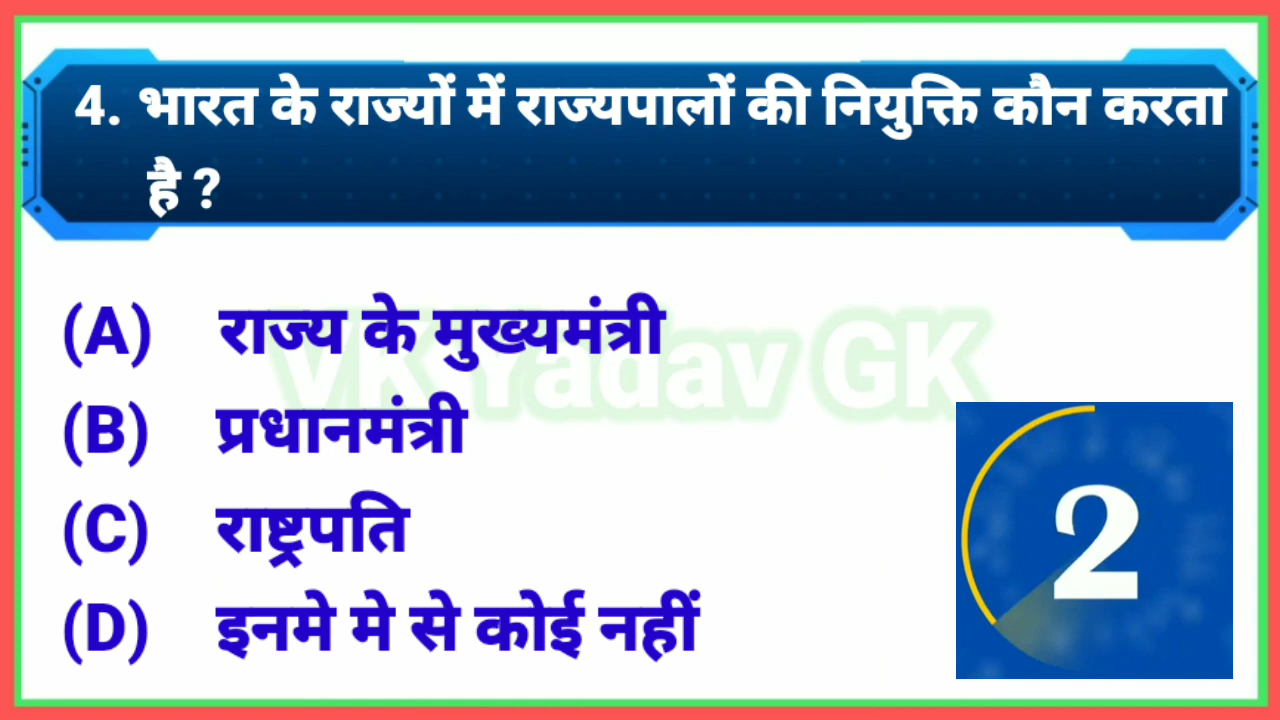 4. भारत के राज्यों में राज्यपालों की नियुक्ति कौन करता
है ?
(A) राज्य के मुख्यमंत्री
VK Yadav GK
(B) प्रधानमंत्री
(C) राष्ट्रपति
(D) इनमे मे से कोई नहीं
2